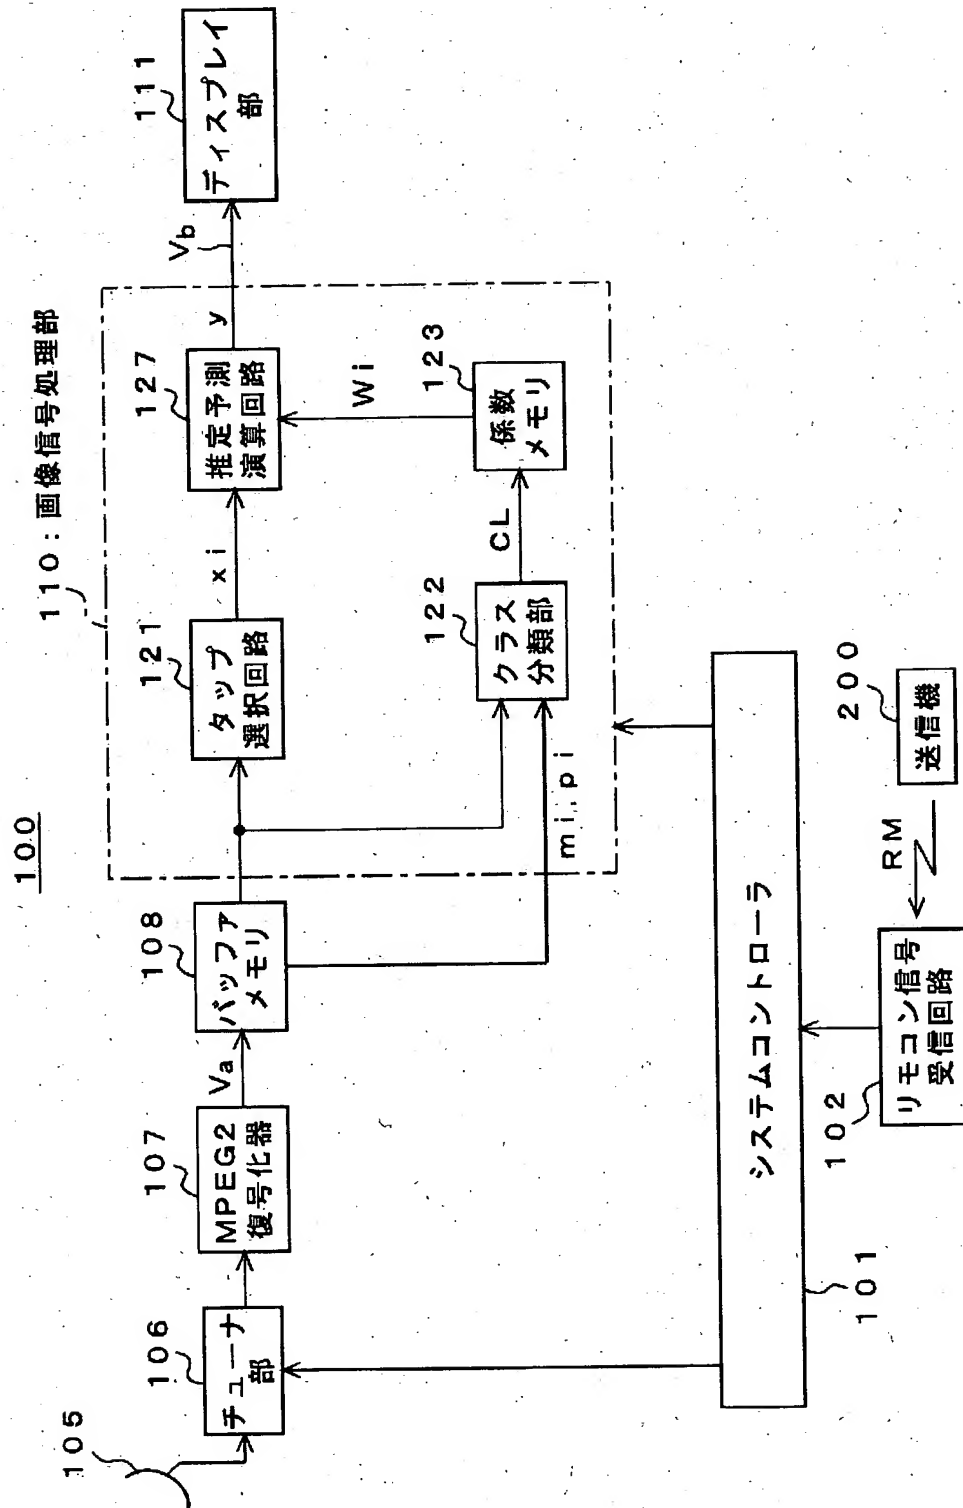 100
110:画像信号処理部
105
106
チューナ
部
107
MPEG2
復号化器
Va
108
バッファ
メモリ
121
タップ
選択回路
xi
127
推定予測
演算回路
y
Vb
111
ディスプレイ
部
mi,pi
122
クラス
分類部
CL
123
係数
メモリ
Wi
システムコントローラ
101
102
リモコン信号
受信回路
RM
200
送信機